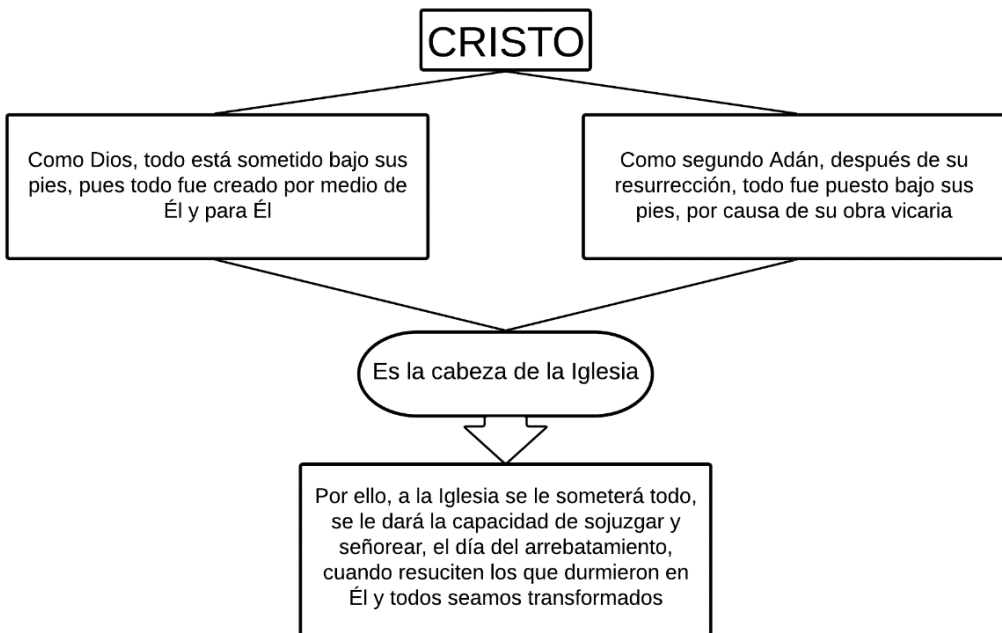 CRISTO
Como Dios, todo está sometido bajo sus
pies, pues todo fue creado por medio de
Él y para Él
Como segundo Adán, después de su
resurrección, todo fue puesto bajo sus
pies, por causa de su obra vicaria
Es la cabeza de la Iglesia
Por ello, a la Iglesia se le someterá todo,
se le dará la capacidad de sojuzgar y
señorear, el día del arrebatamiento,
cuando resuciten los que durmieron en
Él y todos seamos transformados